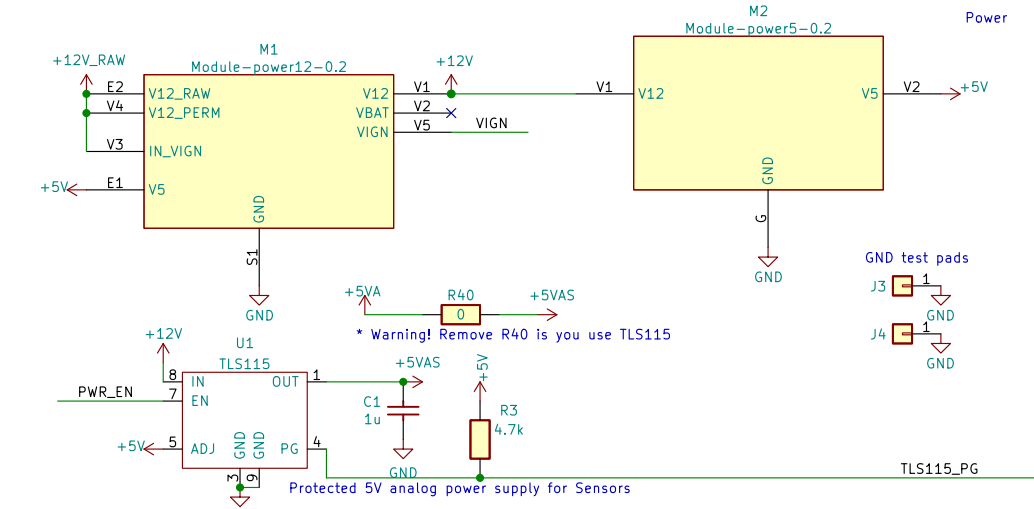 M2
Module-power5-0.2
Power
M1
Module-power12-0.2
+12V_RAW
+12V
E2
V12_RAW
V12
V1
V1
V12
V5
V2
+5V
V4
V12_PERM
VBAT
V2
VIGN
V5
VIGN
V3
IN_VIGN
+5V
E1
V5
GND
S1
GND
GND
G
GND
GND test pads
J3
1
GND
J4
1
GND
+5VA
R40
0
+5VAS
* Warning! Remove R40 is you use TLS115
+12V
U1
TLS115
8
IN
OUT
1
+5VAS
PWR_EN
7
EN
C1
1u
GND
+5V
R3
4.7k
+5V
5
ADJ
GND
GND
PG
4
3
9
TLS115_PG
Protected 5V analog power supply for Sensors